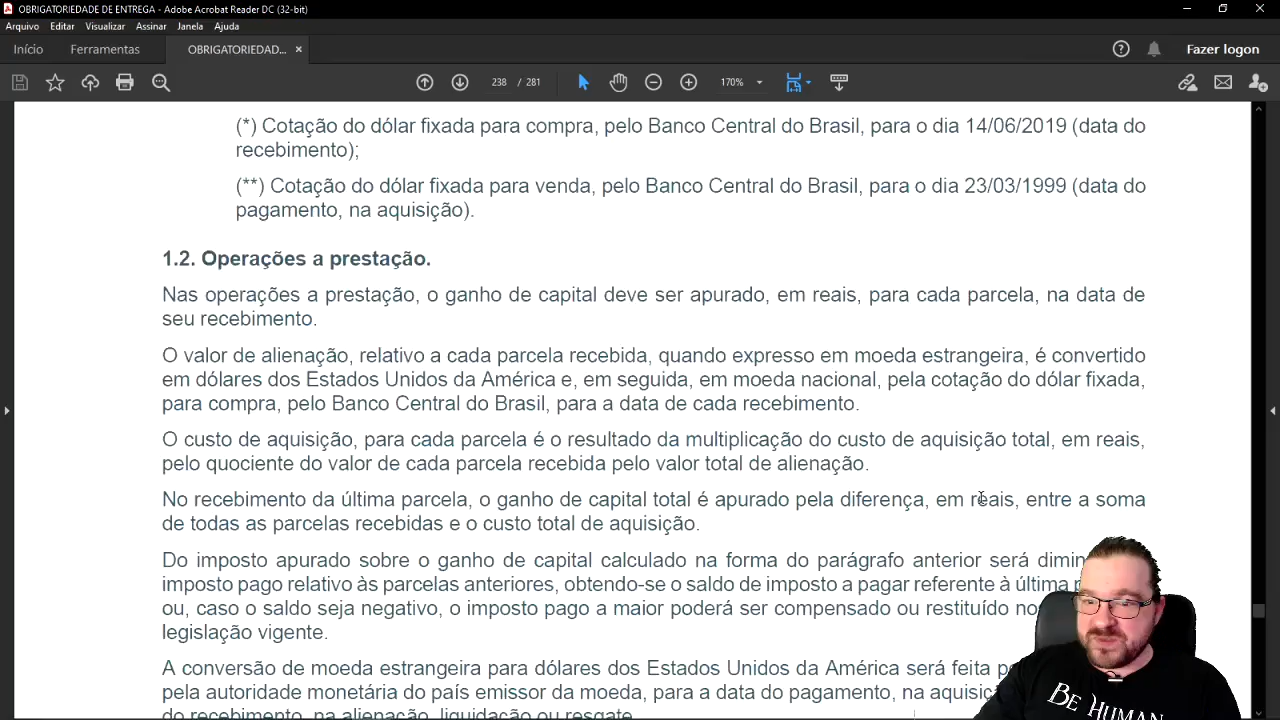 OBRIGATORIEDADE DE ENTREGA - Adobe Acrobat Reader DC (32-bit)
Arquivo Editar Visualizar Assinar Janela Ajuda
Início Ferramentas OBRIGATORIEDAD... × Fazer logon
238 / 281 170%
(*) Cotação do dólar fixada para compra, pelo Banco Central do Brasil, para o dia 14/06/2019 (data do
recebimento);
(**) Cotação do dólar fixada para venda, pelo Banco Central do Brasil, para o dia 23/03/1999 (data do
pagamento, na aquisição).
1.2. Operações a prestação.
Nas operações a prestação, o ganho de capital deve ser apurado, em reais, para cada parcela, na data de
seu recebimento.
O valor de alienação, relativo a cada parcela recebida, quando expresso em moeda estrangeira, é convertido
em dólares dos Estados Unidos da América e, em seguida, em moeda nacional, pela cotação do dólar fixada,
para compra, pelo Banco Central do Brasil, para a data de cada recebimento.
O custo de aquisição, para cada parcela é o resultado da multiplicação do custo de aquisição total, em reais,
pelo quociente do valor de cada parcela recebida pelo valor total de alienação.
No recebimento da última parcela, o ganho de capital total é apurado pela diferença, em reais, entre a soma
de todas as parcelas recebidas e o custo total de aquisição.
Do imposto apurado sobre o ganho de capital calculado na forma do parágrafo anterior será
imposto pago relativo às parcelas anteriores, obtendo-se o saldo de imposto a pagar referente à última
ou, caso o saldo seja negativo, o imposto pago a maior poderá ser compensado ou restituído
legislação vigente.
A conversão de moeda estrangeira para dólares dos Estados Unidos da América será feita
pela autoridade monetária do país emissor da moeda, para a data do pagamento, na
do recebimento, na alienação, liquidação ou resgate.
BE HUMAN